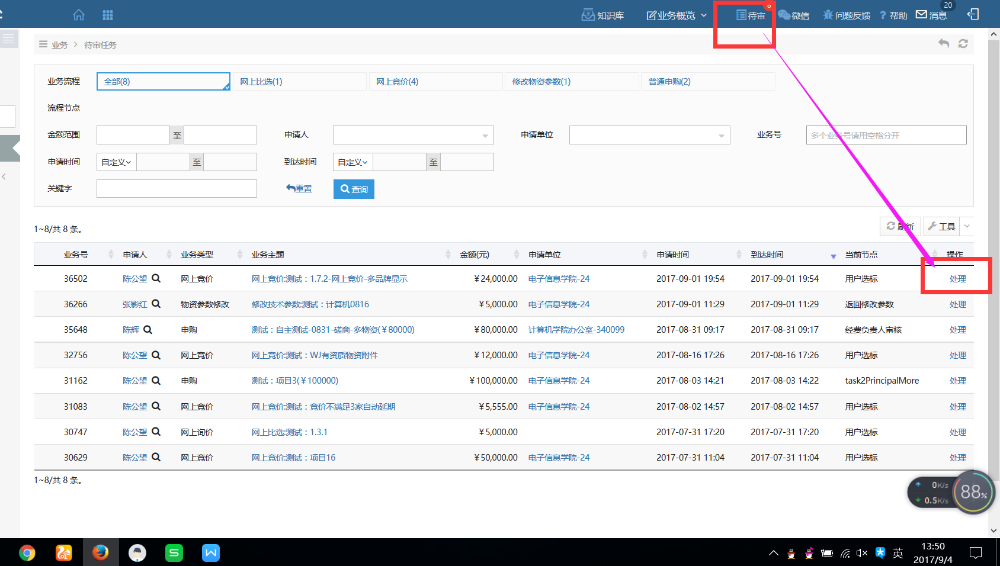 知识库 业务概览 待审 8 微信 问题反馈 ? 帮助 消息 20
业务 > 待审任务
业务流程 全部(8) 网上比选(1) 网上竞价(4) 修改物资参数(1) 普通申购(2)
流程节点
金额范围 至 申请人 申请单位 业务号 多个业务号请用空格分开
申请时间 自定义 至 到达时间 自定义 至
关键字 重置 查询
1~8/共 8 条。 刷新 工具
业务号 申请人 业务类型 业务主题 金额(元) 申请单位 申请时间 到达时间 当前节点 操作
36502 陈公望 网上竞价 网上竞价:测试：1.7.2-网上竞价-多品牌显示 ￥24,000.00 电子信息学院-24 2017-09-01 19:54 2017-09-01 19:54 用户选标 处理
36266 张影红 物资参数修改 修改技术参数:测试：计算机0816 ￥5,000.00 电子信息学院-24 2017-09-01 11:29 2017-09-01 11:29 返回修改参数 处理
35648 陈辉 申购 测试：自主测试-0831-磋商-多物资(￥80000) ￥80,000.00 计算机学院办公室-340099 2017-08-31 09:17 2017-08-31 09:17 经费负责人审核 处理
32756 陈公望 网上竞价 网上竞价:测试：WJ有资质物资附件 ￥12,000.00 电子信息学院-24 2017-08-16 17:26 2017-08-16 17:26 用户选标 处理
31162 陈公望 申购 测试：项目3(￥100000) ￥100,000.00 电子信息学院-24 2017-08-03 14:21 2017-08-03 14:22 task2PrincipalMore 处理
31083 陈公望 网上竞价 网上竞价:测试：竞价不满足3家自动延期 ￥5,555.00 电子信息学院-24 2017-08-02 14:57 2017-08-02 14:57 用户选标 处理
30747 陈公望 网上询价 网上比选:测试：1.3.1 ￥5,000.00 2017-07-31 17:20 2017-07-31 17:20 用户选标 处理
30629 陈公望 网上竞价 网上竞价:测试：项目16 ￥50,000.00 电子信息学院-24 2017-07-31 11:04 2017-07-31 11:04 用户选标 处理
1~8/共 8 条。
0K/s
0.5K/s
88%
英
13:50
2017/9/4